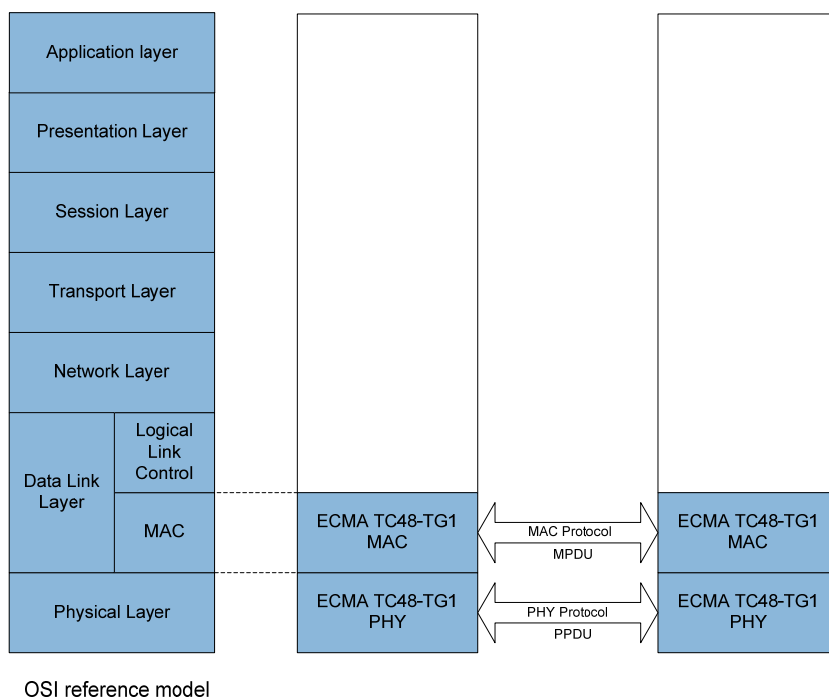 Application layer
Presentation Layer
Session Layer
Transport Layer
Network Layer
Data Link
Layer
Logical
Link
Control
MAC
Physical Layer
ECMA TC48-TG1
MAC
MAC Protocol
MPDU
ECMA TC48-TG1
MAC
ECMA TC48-TG1
PHY
PHY Protocol
PPDU
ECMA TC48-TG1
PHY
OSI reference model